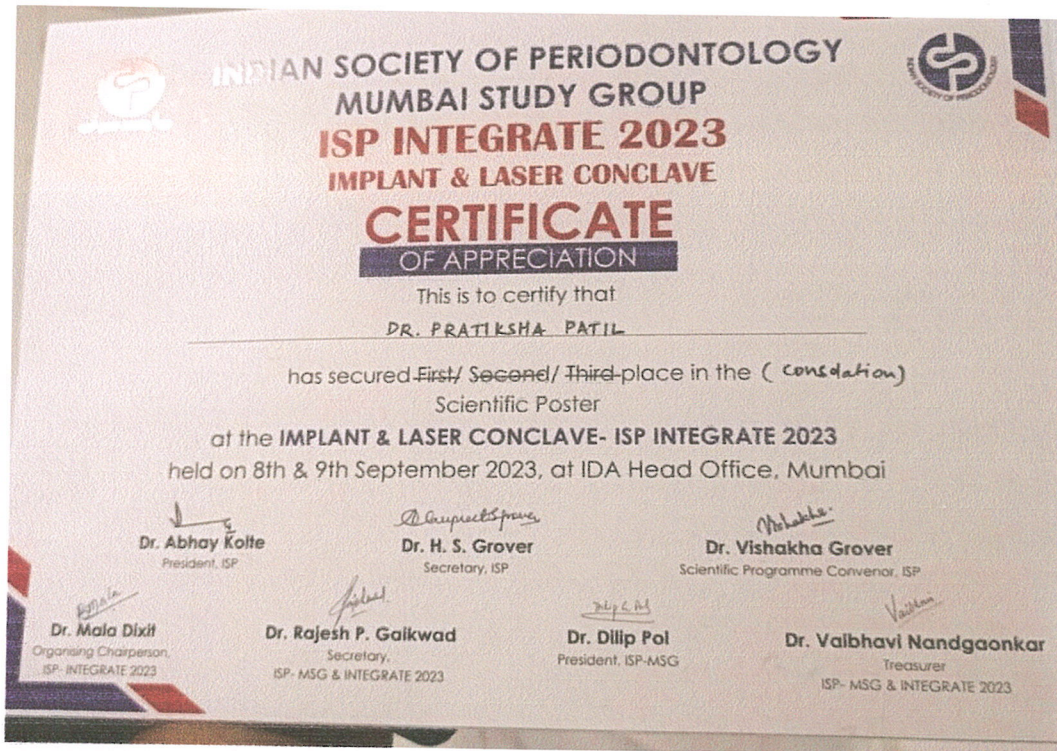 INDIAN SOCIETY OF PERIODONTOLOGY
MUMBAI STUDY GROUP
ISP INTEGRATE 2023
IMPLANT & LASER CONCLAVE
CERTIFICATE
OF APPRECIATION
This is to certify that
DR. PRATIKSHA PATIL
has secured First/ Second/ Third place in the (consolation)
Scientific Poster
at the IMPLANT & LASER CONCLAVE- ISP INTEGRATE 2023
held on 8th & 9th September 2023, at IDA Head Office, Mumbai
Dr. Abhay Kolte
President, ISP
Dr. H. S. Grover
Secretary, ISP
Vishakha
Dr. Vishakha Grover
Scientific Programme Convenor, ISP
Dr. Mala Dixit
Organising Chairperson,
ISP- INTEGRATE 2023
Dr. Rajesh P. Gaikwad
Secretary,
ISP- MSG & INTEGRATE 2023
Dr. Dilip Pol
President, ISP-MSG
Dr. Vaibhavi Nandgaonkar
Treasurer
ISP- MSG & INTEGRATE 2023
INDIAN SOCIETY OF PERIODONTOLOGY